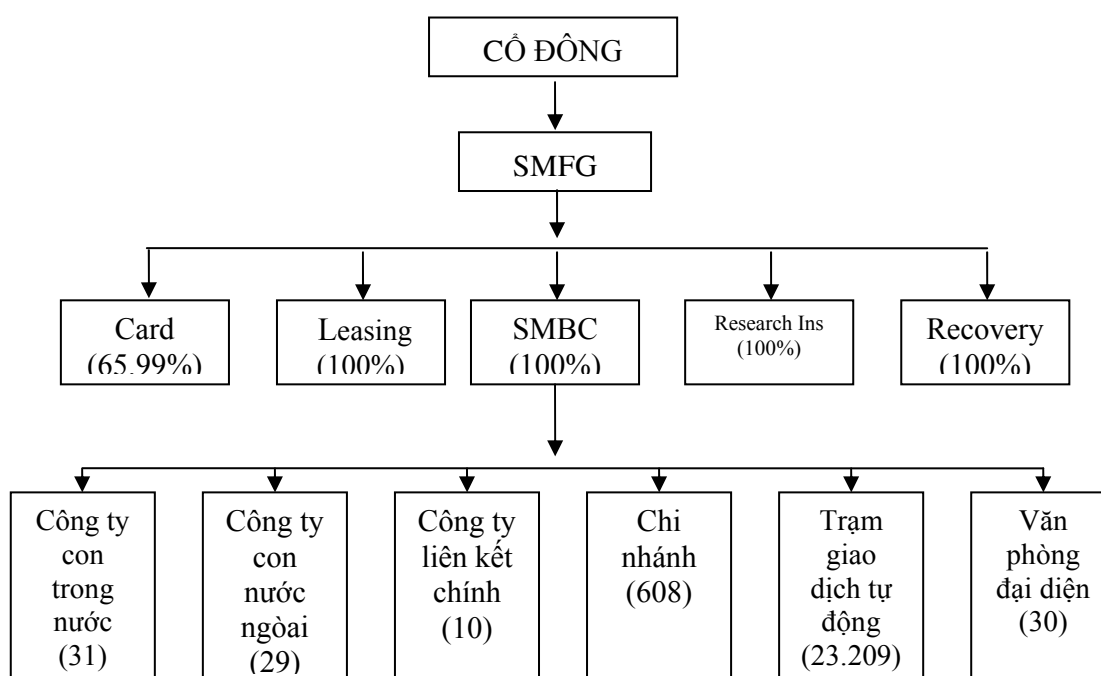 CỔ ĐÔNG
SMFG
Card
(65.99%)
Leasing
(100%)
SMBC
(100%)
Research Ins
(100%)
Recovery
(100%)
Công ty
con
trong
nước
(31)
Công ty
con
nước
ngòai
(29)
Công ty
liên kết
chính
(10)
Chi
nhánh
(608)
Trạm
giao
dịch tự
động
(23.209)
Văn
phòng
đại diện
(30)